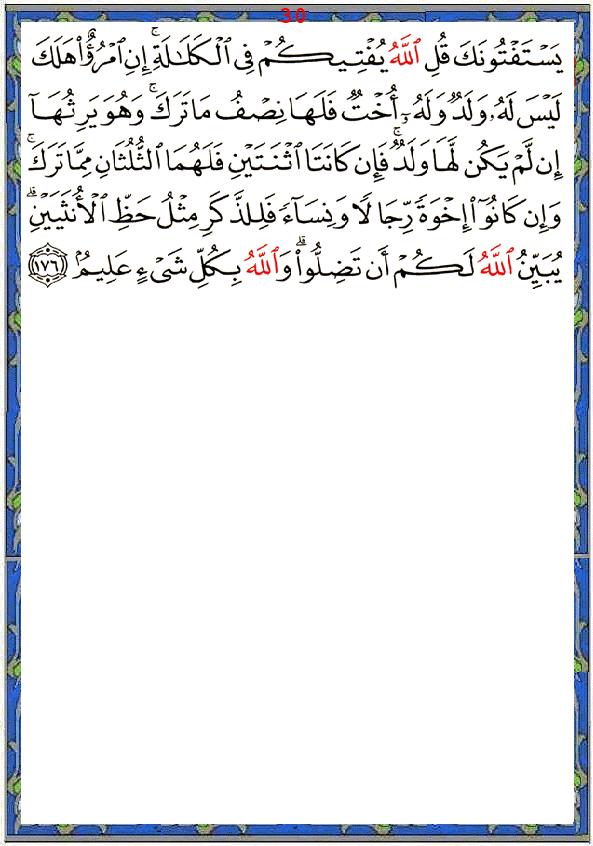 30
يَسۡتَفۡتُونَكَ قُلِ ٱللَّهُ يُفۡتِيكُمۡ فِى ٱلۡكَلَـٰلَةِۚ إِنِ ٱمۡرُؤٌاْ هَلَكَ
لَيۡسَ لَهُۥ وَلَدٌ وَلَهُۥٓ أُخۡتٌ فَلَهَا نِصۡفُ مَا تَرَكَۚ وَهُوَ يَرِثُهَآ
إِن لَّمۡ يَكُن لَّهَا وَلَدٌۚ فَإِن كَانَتَا ٱثۡنَتَيۡنِ فَلَهُمَا ٱلثُّلُثَانِ مِمَّا تَرَكَۚ
وَإِن كَانُوٓاْ إِخۡوَةً رِّجَالًا وَنِسَآءً فَلِلذَّكَرِ مِثۡلُ حَظِّ ٱلۡأُنثَيَيۡنِۗ
يُبَيِّنُ ٱللَّهُ لَكُمۡ أَن تَضِلُّواْۗ وَٱللَّهُ بِكُلِّ شَىۡءٍ عَلِيمٌۢ ١٧٦